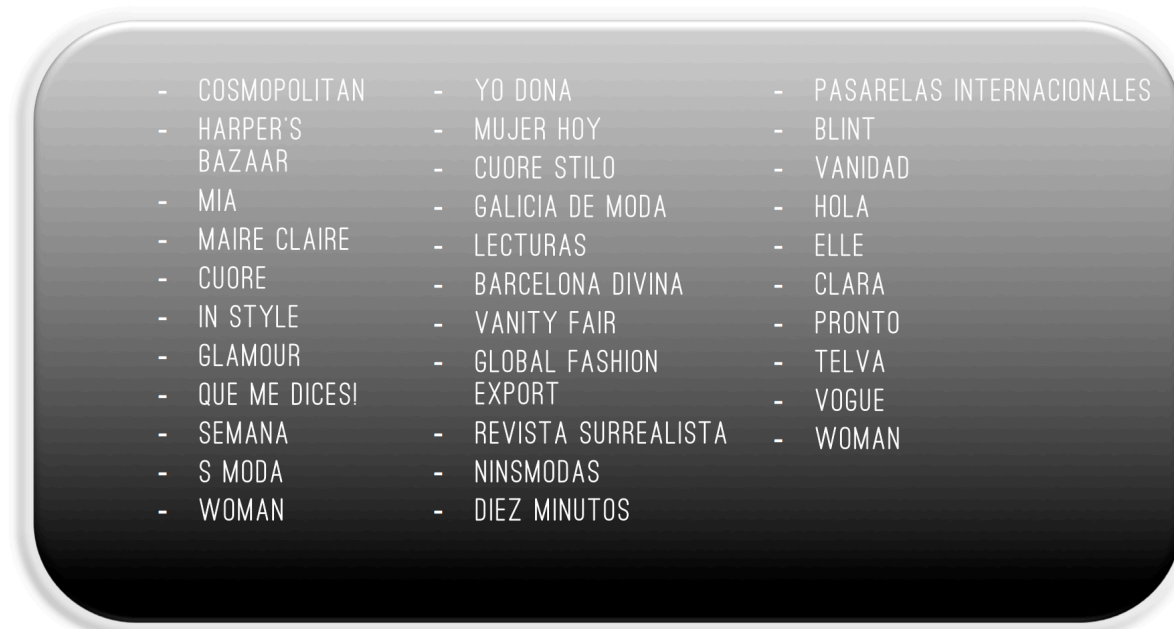 - COSMOPOLITAN
- HARPER'S
BAZAAR
- MIA
- MAIRE CLAIRE
- CUORE
- IN STYLE
- GLAMOUR
- QUE ME DICES!
- SEMANA
- S MODA
- WOMAN
- YO DONA
- MUJER HOY
- CUORE STILO
- GALICIA DE MODA
- LECTURAS
- BARCELONA DIVINA
- VANITY FAIR
- GLOBAL FASHION
EXPORT
- REVISTA SURREALISTA
- NINSMODAS
- DIEZ MINUTOS
- PASARELAS INTERNACIONALES
- BLINT
- VANIDAD
- HOLA
- ELLE
- CLARA
- PRONTO
- TELVA
- VOGUE
- WOMAN